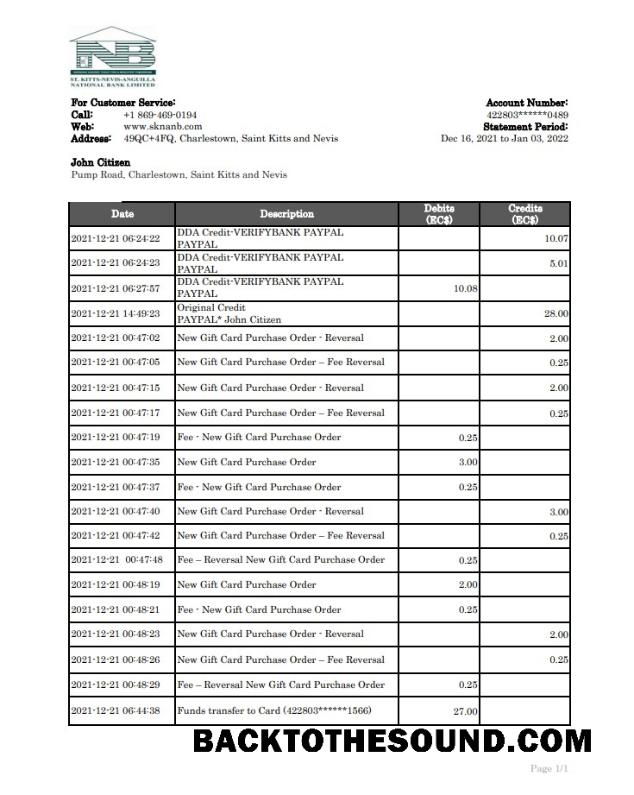 NB
ST. KITTS-NEVIS-ANGUILLA
NATIONAL BANK LIMITED
For Customer Service:
Call: +1 869-469-0194
Web: www.sknanb.com
Address: 49QC+4FQ, Charlestown, Saint Kitts and Nevis
Account Number:
422803******0489
Statement Period:
Dec 16, 2021 to Jan 03, 2022
John Citizen
Pump Road, Charlestown, Saint Kitts and Nevis
Date Description Debits (EC$) Credits (EC$)
2021-12-21 06:24:22 DDA Credit-VERIFYBANK PAYPAL PAYPAL 10.07
2021-12-21 06:24:23 DDA Credit-VERIFYBANK PAYPAL PAYPAL 5.01
2021-12-21 06:27:57 DDA Credit-VERIFYBANK PAYPAL PAYPAL 10.08
2021-12-21 14:49:23 Original Credit PAYPAL* John Citizen 28.00
2021-12-21 00:47:02 New Gift Card Purchase Order - Reversal 2.00
2021-12-21 00:47:05 New Gift Card Purchase Order – Fee Reversal 0.25
2021-12-21 00:47:15 New Gift Card Purchase Order - Reversal 2.00
2021-12-21 00:47:17 New Gift Card Purchase Order – Fee Reversal 0.25
2021-12-21 00:47:19 Fee - New Gift Card Purchase Order 0.25
2021-12-21 00:47:35 New Gift Card Purchase Order 3.00
2021-12-21 00:47:37 Fee - New Gift Card Purchase Order 0.25
2021-12-21 00:47:40 New Gift Card Purchase Order - Reversal 3.00
2021-12-21 00:47:42 New Gift Card Purchase Order – Fee Reversal 0.25
2021-12-21 00:47:48 Fee – Reversal New Gift Card Purchase Order 0.25
2021-12-21 00:48:19 New Gift Card Purchase Order 2.00
2021-12-21 00:48:21 Fee - New Gift Card Purchase Order 0.25
2021-12-21 00:48:23 New Gift Card Purchase Order - Reversal 2.00
2021-12-21 00:48:26 New Gift Card Purchase Order – Fee Reversal 0.25
2021-12-21 00:48:29 Fee – Reversal New Gift Card Purchase Order 0.25
2021-12-21 06:44:38 Funds transfer to Card (422803******1566) 27.00
BACKTOTHESOUND.COM
Page 1/1